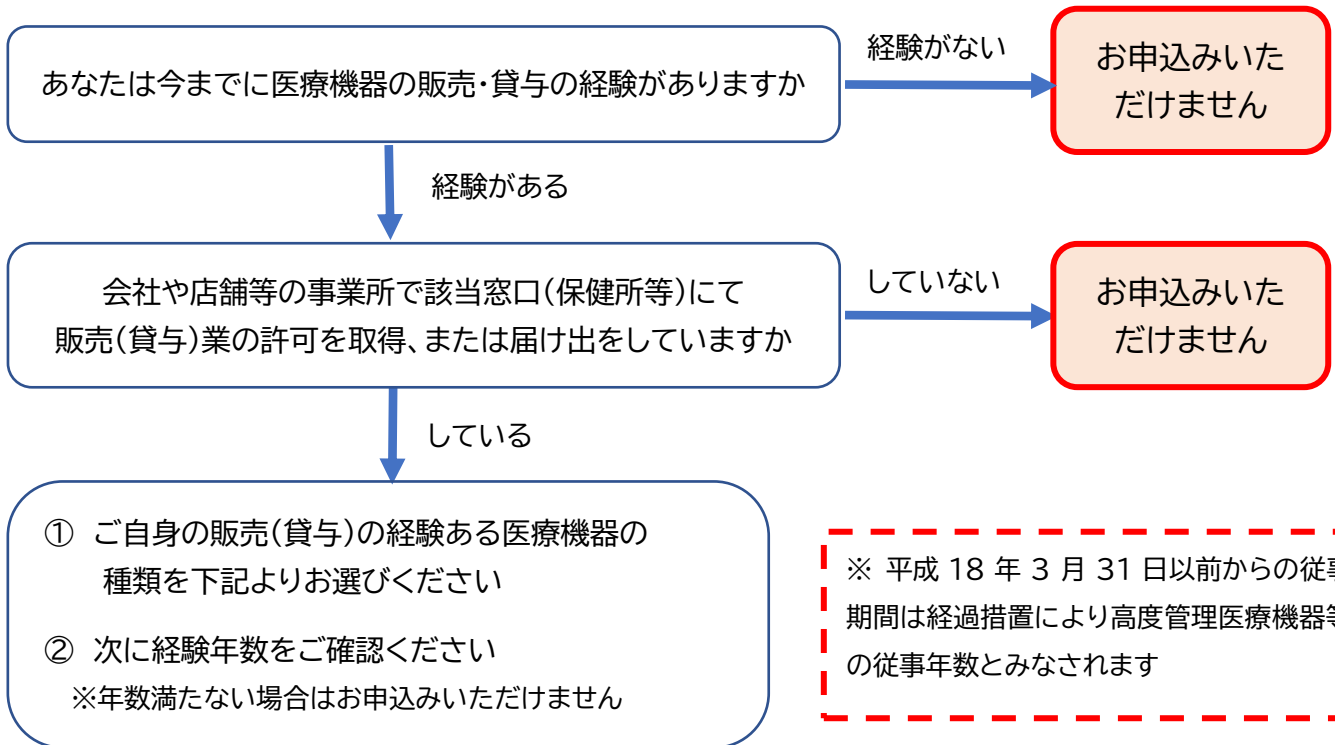 あなたは今までに医療機器の販売・貸与の経験がありますか
経験がない
お申込みいた
だけません
経験がある
会社や店舗等の事業所で該当窓口(保健所等)にて
販売(貸与)業の許可を取得、または届け出をしていますか
していない
お申込みいた
だけません
している
① ご自身の販売(貸与)の経験ある医療機器の
種類を下記よりお選びください
② 次に経験年数をご確認ください
※年数満たない場合はお申込みいただけません
※ 平成 18 年 3 月 31 日以前からの従事
期間は経過措置により高度管理医療機器等
の従事年数とみなされます